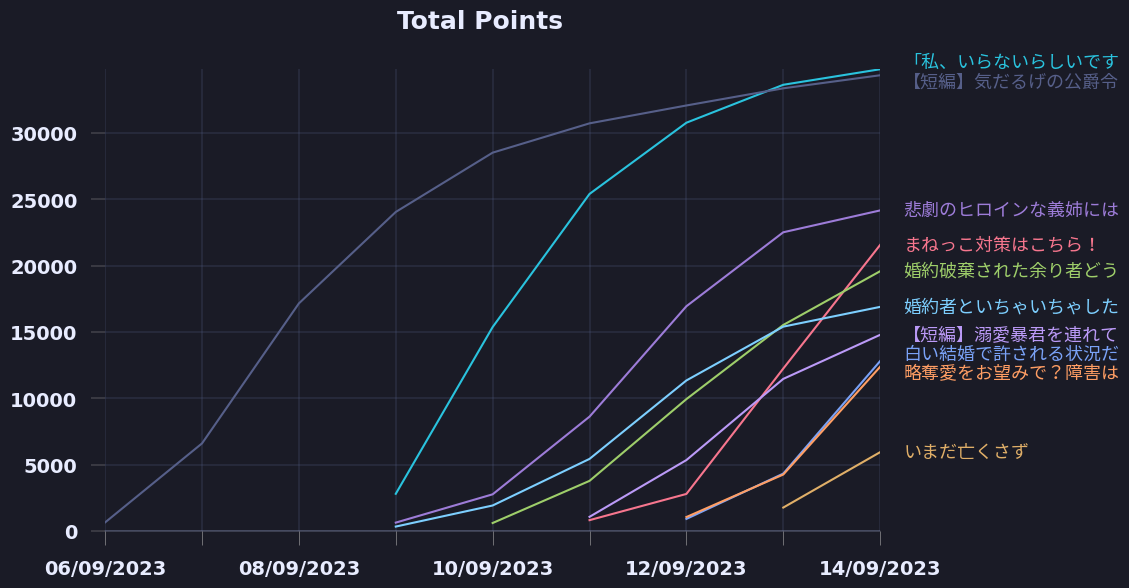 Total Points
「私、いらないらしいです
【短編】気だるげの公爵令
30000
25000
悲劇のヒロインな義姉には
まねっこ対策はこちら！
20000
婚約破棄された余り者どう
婚約者といちゃいちゃした
15000
【短編】溺愛暴君を連れて
白い結婚で許される状況だ
略奪愛をお望みで？障害は
10000
いまだ亡くさず
5000
0
06/09/2023 08/09/2023 10/09/2023 12/09/2023 14/09/2023